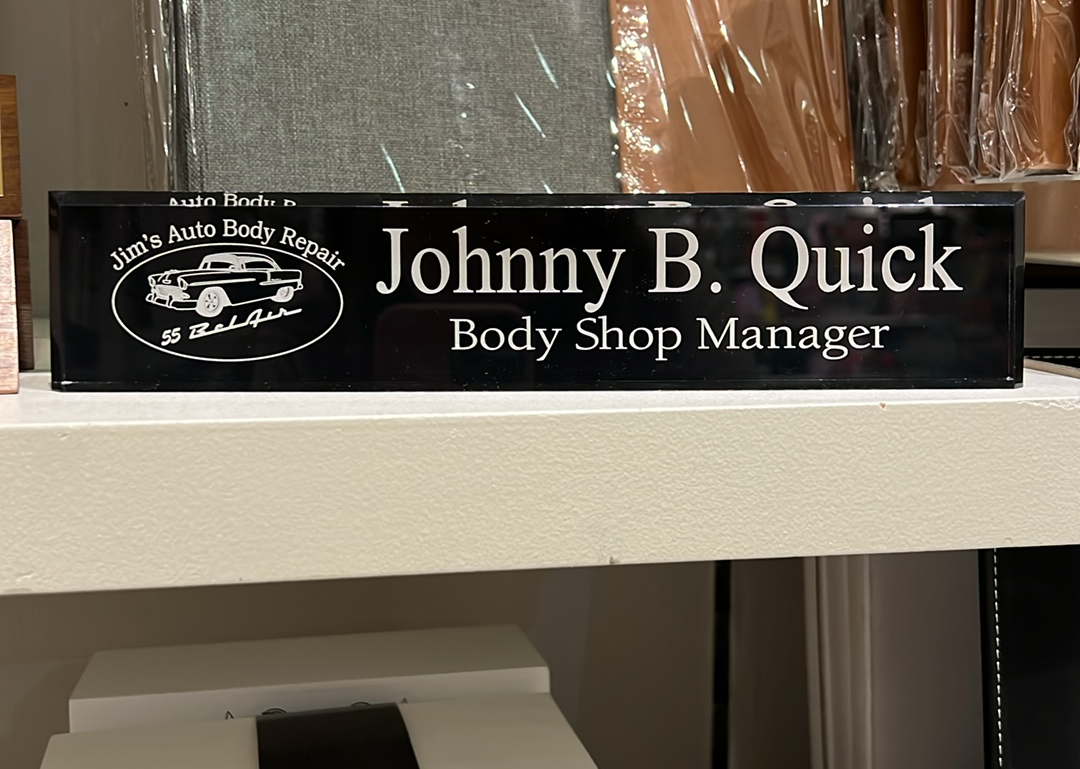 Jim's Auto Body Repair
55 Bel Air
Johnny B. Quick
Body Shop Manager